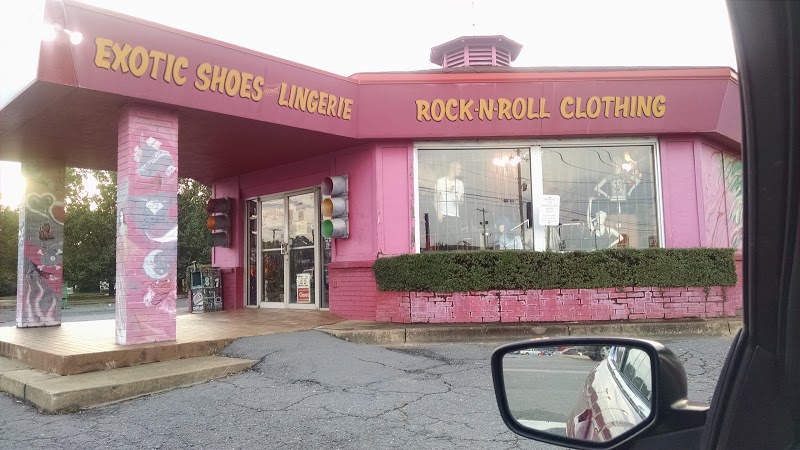 EXOTIC SHOES and LINGERIE
ROCK-N-ROLL CLOTHING